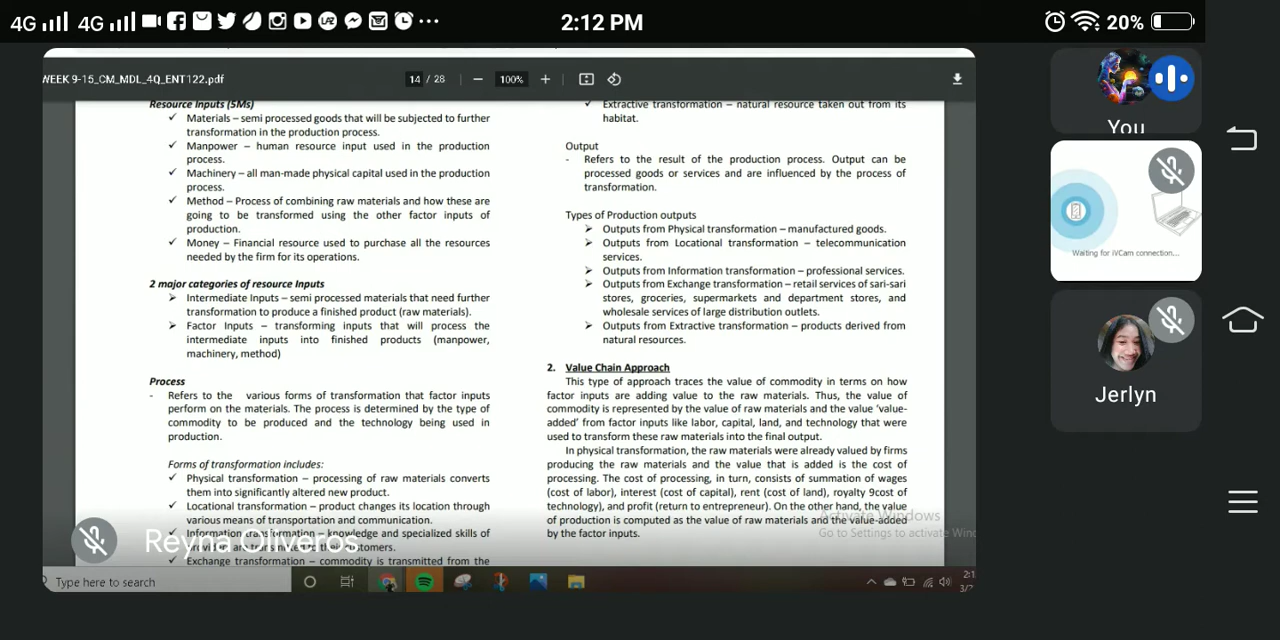 4G 4G 2:12 PM 20%
WEEK 9-15_CM_MDL_4Q_ENT122.pdf 14 / 28 — 100% +
Resource Inputs (5Ms)
✓ Materials – semi processed goods that will be subjected to further
transformation in the production process.
✓ Manpower – human resource input used in the production
process.
✓ Machinery – all man-made physical capital used in the production
process.
✓ Method – Process of combining raw materials and how these are
going to be transformed using the other factor inputs of
production.
✓ Money – Financial resource used to purchase all the resources
needed by the firm for its operations.
2 major categories of resource Inputs
➢ Intermediate Inputs – semi processed materials that need further
transformation to produce a finished product (raw materials).
➢ Factor Inputs – transforming inputs that will process the
intermediate inputs into finished products (manpower,
machinery, method)
Process
- Refers to the various forms of transformation that factor inputs
perform on the materials. The process is determined by the type of
commodity to be produced and the technology being used in
production.
Forms of transformation includes:
✓ Physical transformation – processing of raw materials converts
them into significantly altered new product.
✓ Locational transformation – product changes its location through
various means of transportation and communication.
✓ Information transformation – knowledge and specialized skills of
customers.
✓ Exchange transformation – commodity is transmitted from the
✓ Extractive transformation – natural resource taken out from its
habitat.
Output
- Refers to the result of the production process. Output can be
processed goods or services and are influenced by the process of
transformation.
Types of Production outputs
➢ Outputs from Physical transformation – manufactured goods.
➢ Outputs from Locational transformation – telecommunication
services.
➢ Outputs from Information transformation – professional services.
➢ Outputs from Exchange transformation – retail services of sari-sari
stores, groceries, supermarkets and department stores, and
wholesale services of large distribution outlets.
➢ Outputs from Extractive transformation – products derived from
natural resources.
2. Value Chain Approach
This type of approach traces the value of commodity in terms on how
factor inputs are adding value to the raw materials. Thus, the value of
commodity is represented by the value of raw materials and the value ‘value-
added’ from factor inputs like labor, capital, land, and technology that were
used to transform these raw materials into the final output.
In physical transformation, the raw materials were already valued by firms
producing the raw materials and the value that is added is the cost of
processing. The cost of processing, in turn, consists of summation of wages
(cost of labor), interest (cost of capital), rent (cost of land), royalty 9cost of
technology), and profit (return to entrepreneur). On the other hand, the value
of production is computed as the value of raw materials and the value-added
by the factor inputs.
Activate Windows
Go to Settings to activate Wind
Reyna Oliveros
Type here to search
2:1
3/
You
Waiting for iVCam connection...
Jerlyn